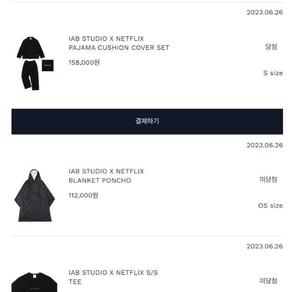 2023.06.26
IAB STUDIO X NETFLIX
PAJAMA CUSHION COVER SET
당첨
158,000원
S size
결제하기
2023.06.26
IAB STUDIO X NETFLIX
BLANKET PONCHO
미당첨
112,000원
OS size
2023.06.26
IAB STUDIO X NETFLIX S/S
TEE
미당첨